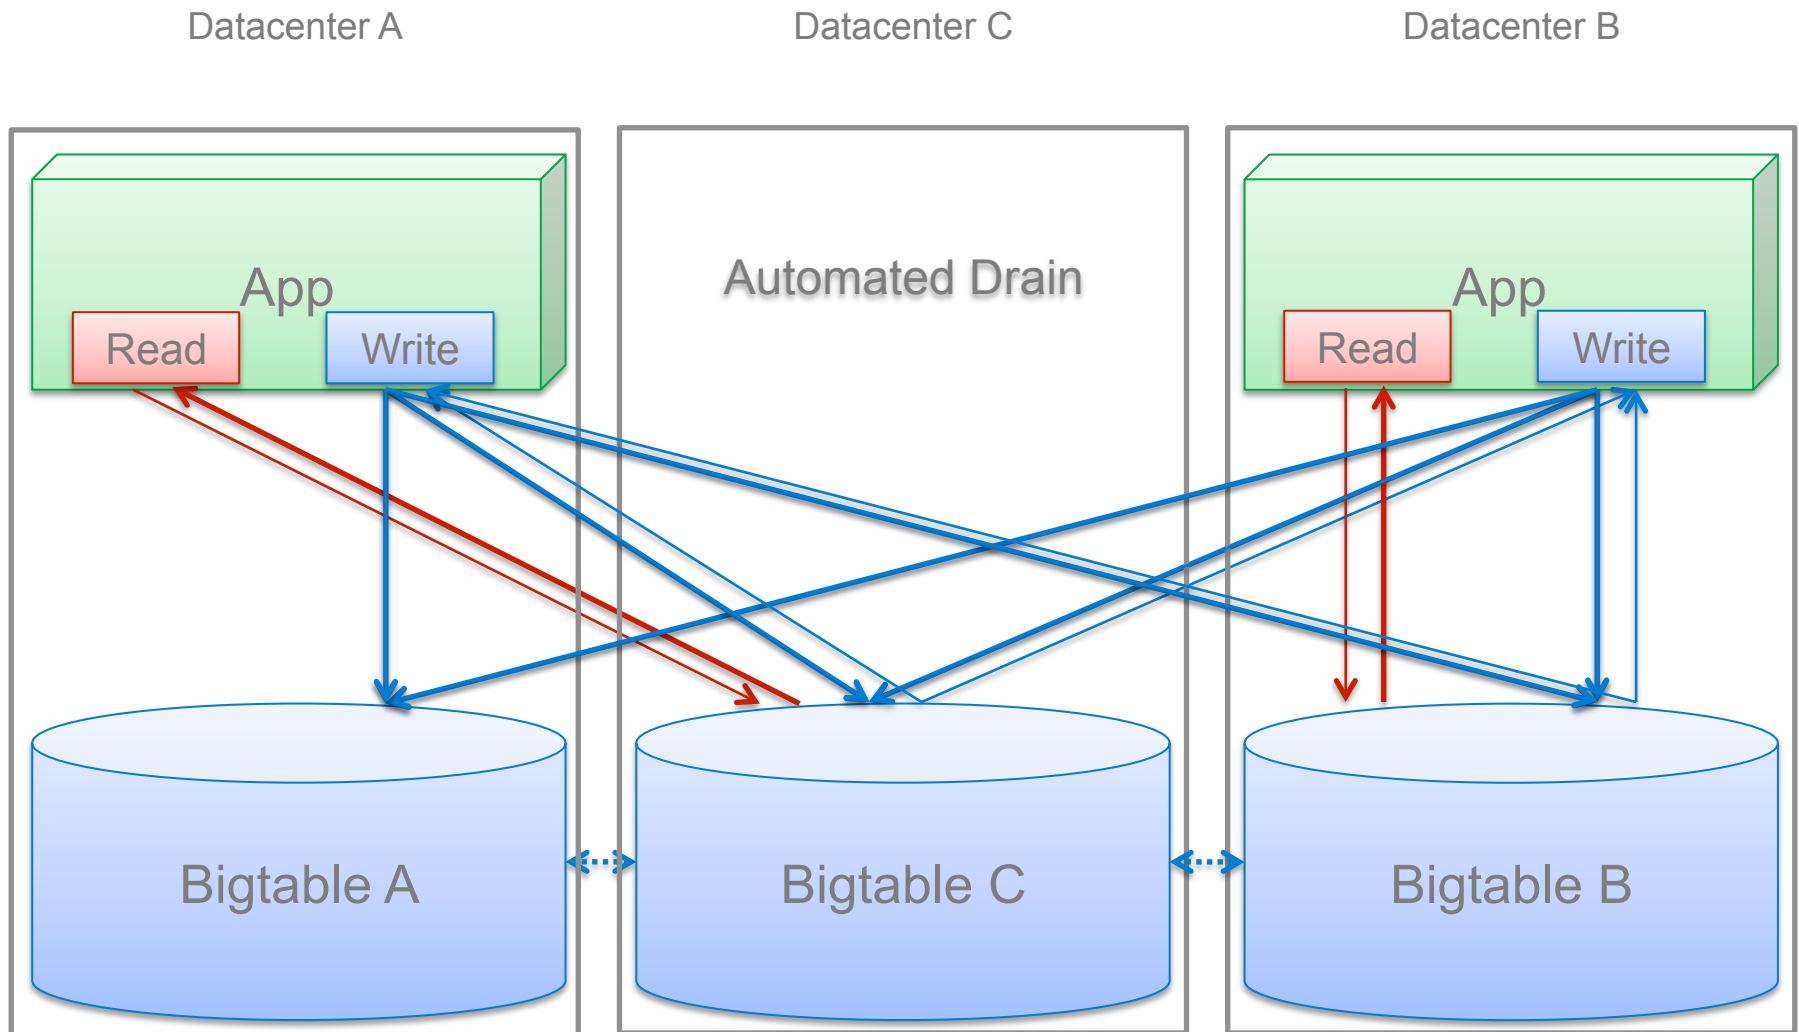 Datacenter A
Datacenter C
Datacenter B
App
Read
Write
Automated Drain
App
Read
Write
Bigtable A
Bigtable C
Bigtable B